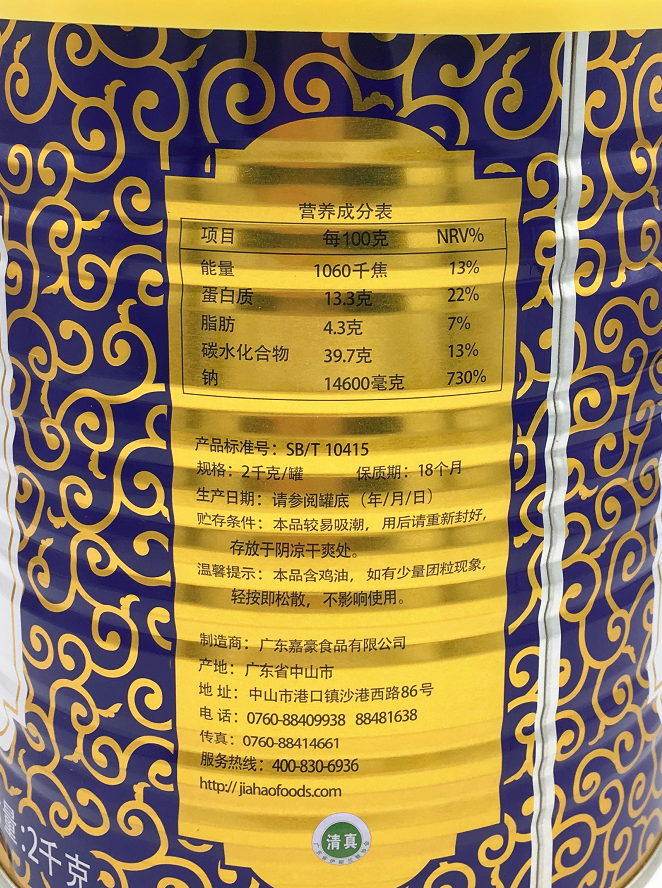 营养成分表
项目 每100克 NRV%
能量 1060千焦 13%
蛋白质 13.3克 22%
脂肪 4.3克 7%
碳水化合物 39.7克 13%
钠 14600毫克 730%
产品标准号：SB/T 10415
规格：2千克/罐 保质期：18个月
生产日期：请参阅罐底（年/月/日）
贮存条件：本品较易吸潮，用后请重新封好，
存放于阴凉干爽处。
温馨提示：本品含鸡油，如有少量团粒现象，
轻按即松散，不影响使用。
制造商：广东嘉豪食品有限公司
产地：广东省中山市
地址：中山市港口镇沙港西路86号
电话：0760-88409938 88481638
传真：0760-88414661
服务热线：400-830-6936
http://jiahaofoods.com
清真
量:2千克